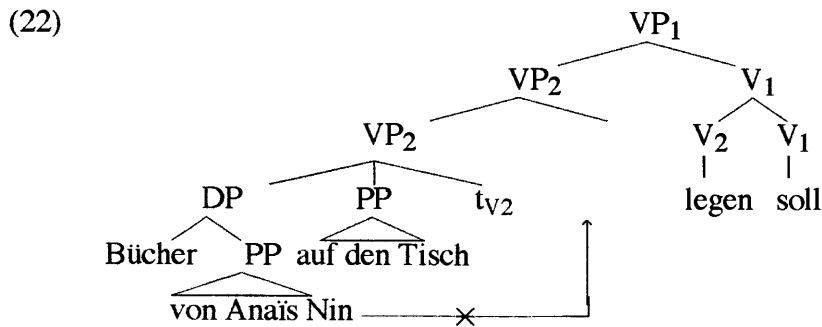 (22) VP1
VP2 V1
VP2 V2 V1
DP PP tV2 legen soll
Bücher PP auf den Tisch
von Anaïs Nin ×